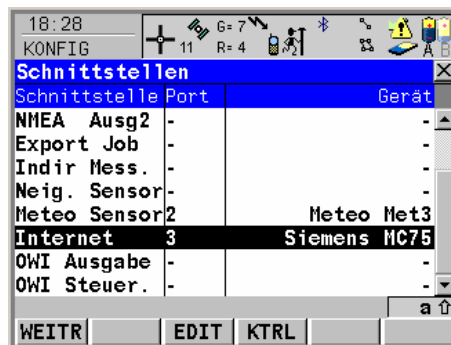 18:28
KONFIG
11
G= 7
R= 4
A B
Schnittstellen
Schnittstelle Port Gerät
NMEA Ausg2 - -
Export Job - -
Indir Mess. - -
Neig. Sensor - -
Meteo Sensor 2 Meteo Met3
Internet 3 Siemens MC75
OWI Ausgabe - -
OWI Steuer. - -
a
WEITR EDIT KTRL